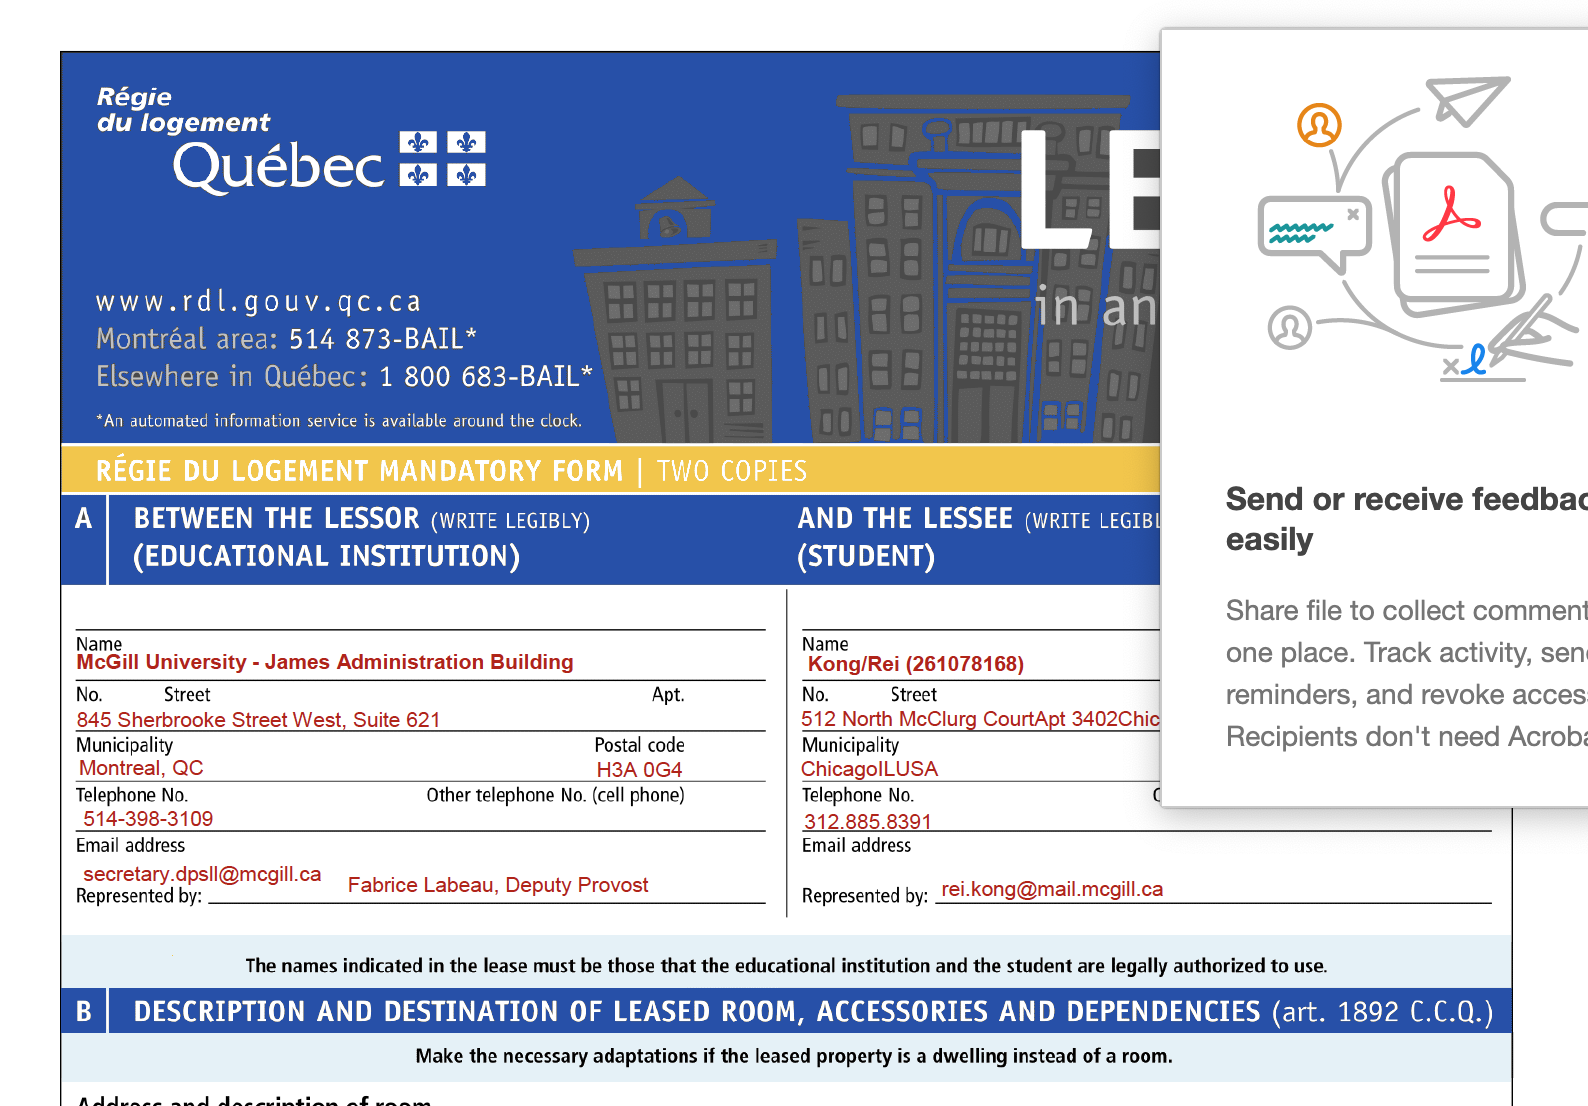 Régie
du logement
Québec
LE
in an
www.rdl.gouv.qc.ca
Montréal area: 514 873-BAIL*
Elsewhere in Québec: 1 800 683-BAIL*
*An automated information service is available around the clock.
RÉGIE DU LOGEMENT MANDATORY FORM | TWO COPIES
A
BETWEEN THE LESSOR (WRITE LEGIBLY)
(EDUCATIONAL INSTITUTION)
Name
McGill University - James Administration Building
No. Street Apt.
845 Sherbrooke Street West, Suite 621
Municipality Postal code
Montreal, QC H3A 0G4
Telephone No. Other telephone No. (cell phone)
514-398-3109
Email address
secretary.dpsll@mcgill.ca
Represented by: Fabrice Labeau, Deputy Provost
AND THE LESSEE (WRITE LEGIBL
(STUDENT)
Name
Kong/Rei (261078168)
No. Street
512 North McClurg CourtApt 3402Chic
Municipality
ChicagoILUSA
Telephone No.
312.885.8391
Email address
Represented by: rei.kong@mail.mcgill.ca
Send or receive feedbac
easily
Share file to collect comment
one place. Track activity, sen
reminders, and revoke acces
Recipients don't need Acroba
The names indicated in the lease must be those that the educational institution and the student are legally authorized to use.
B DESCRIPTION AND DESTINATION OF LEASED ROOM, ACCESSORIES AND DEPENDENCIES (art. 1892 C.C.Q.)
Make the necessary adaptations if the leased property is a dwelling instead of a room.
Address and description of room